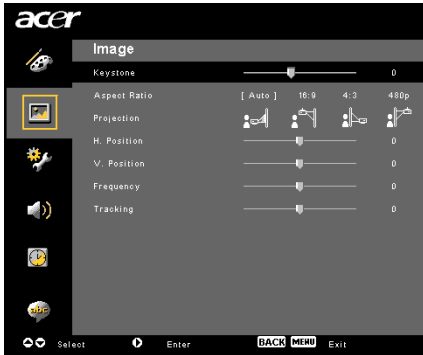 acer
Image
Keystone 0
Aspect Ratio [ Auto ] 16:9 4:3 480p
Projection
H. Position 0
V. Position 0
Frequency 0
Tracking 0
abc
Select Enter BACK MENU Exit